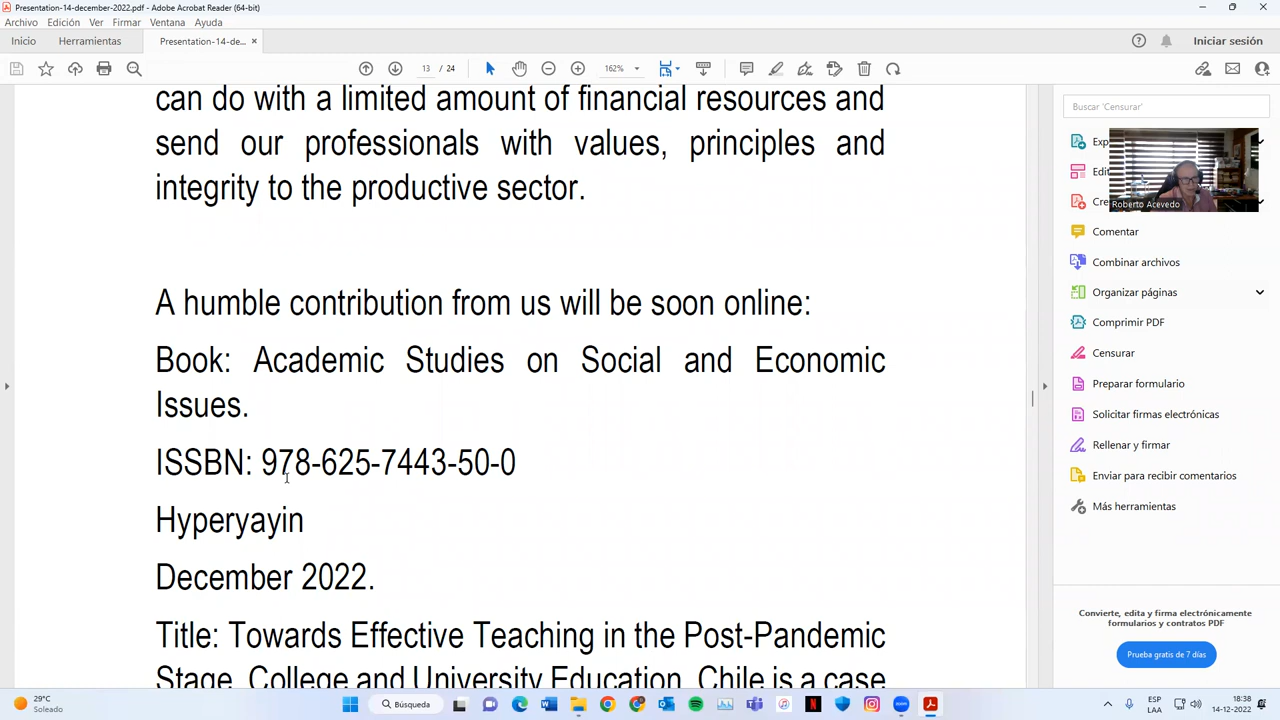 Presentation-14-december-2022.pdf - Adobe Acrobat Reader (64-bit)
Archivo Edición Ver Firmar Ventana Ayuda
Inicio Herramientas Presentation-14-de... × Iniciar sesión
13 / 24 162%
can do with a limited amount of financial resources and
send our professionals with values, principles and
integrity to the productive sector.
A humble contribution from us will be soon online:
Book: Academic Studies on Social and Economic
Issues.
ISSBN: 978-625-7443-50-0
Hyperyayin
December 2022.
Title: Towards Effective Teaching in the Post-Pandemic
Stage. College and University Education. Chile is a case
Buscar 'Censurar'
Roberto Acevedo
Comentar
Combinar archivos
Organizar páginas
Comprimir PDF
Censurar
Preparar formulario
Solicitar firmas electrónicas
Rellenar y firmar
Enviar para recibir comentarios
Más herramientas
Convierte, edita y firma electrónicamente
formularios y contratos PDF
Prueba gratis de 7 días
29°C
Soleado
Búsqueda
ESP
LAA
18:38
14-12-2022